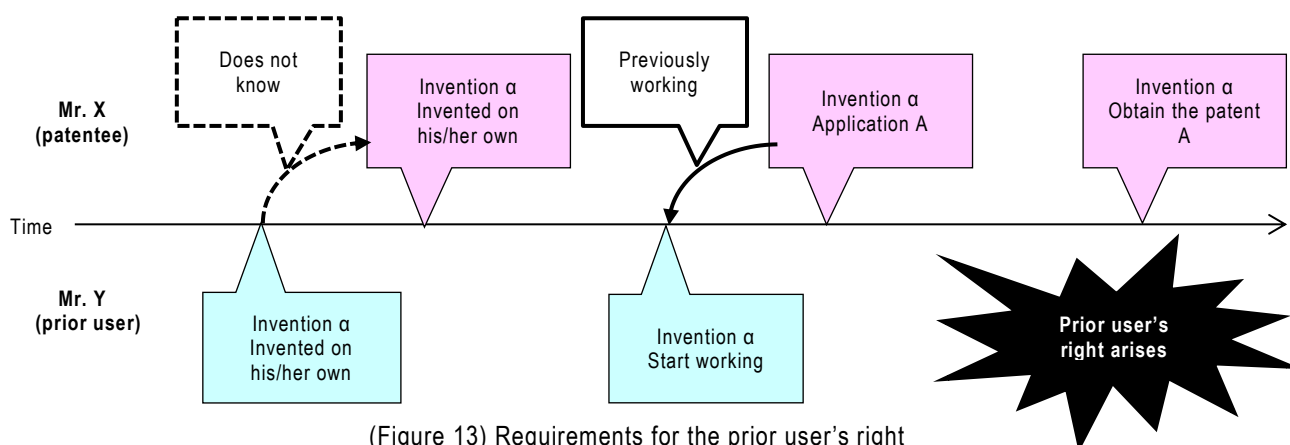 Does not
know
Invention α
Invented on
his/her own
Previously
working
Invention α
Application A
Invention α
Obtain the patent
A
Mr. X
(patentee)
Time
Mr. Y
(prior user)
Invention α
Invented on
his/her own
Invention α
Start working
Prior user's
right arises
(Figure 13) Requirements for the prior user's right